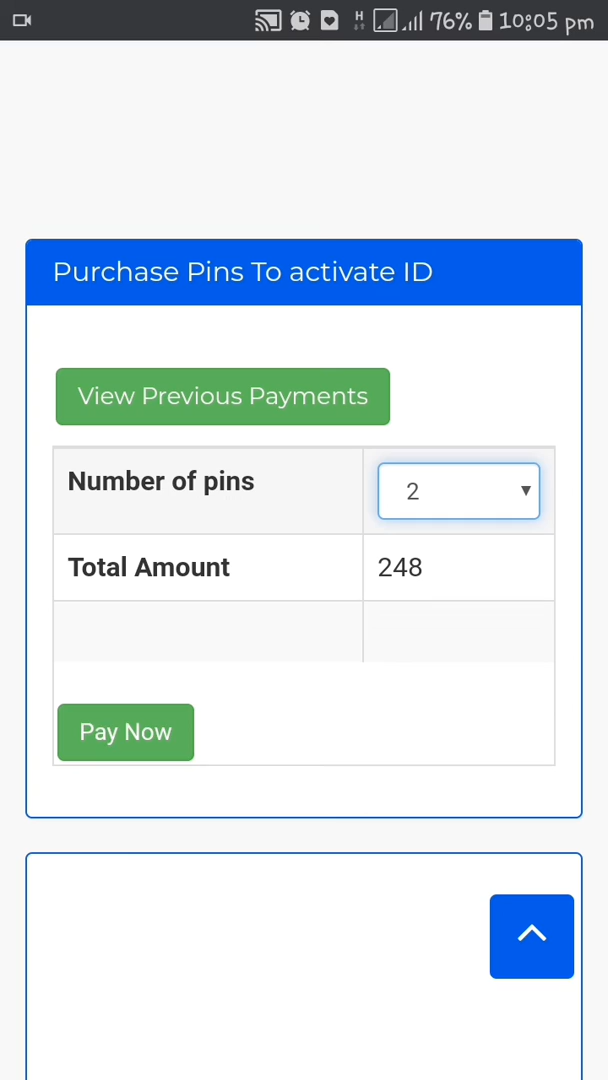 H 76% 10:05 pm
Purchase Pins To activate ID
View Previous Payments
Number of pins 2
Total Amount 248
Pay Now